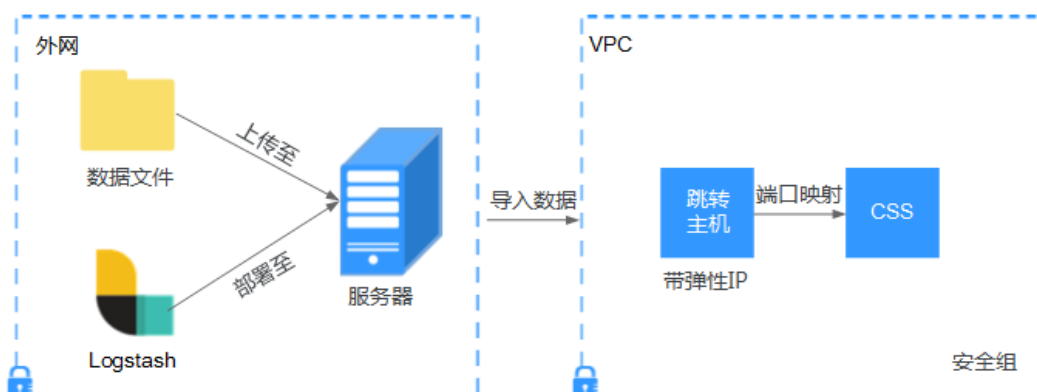 外网
VPC
数据文件
上传至
导入数据
跳转
主机
端口映射
CSS
带弹性IP
部署至
服务器
Logstash
安全组